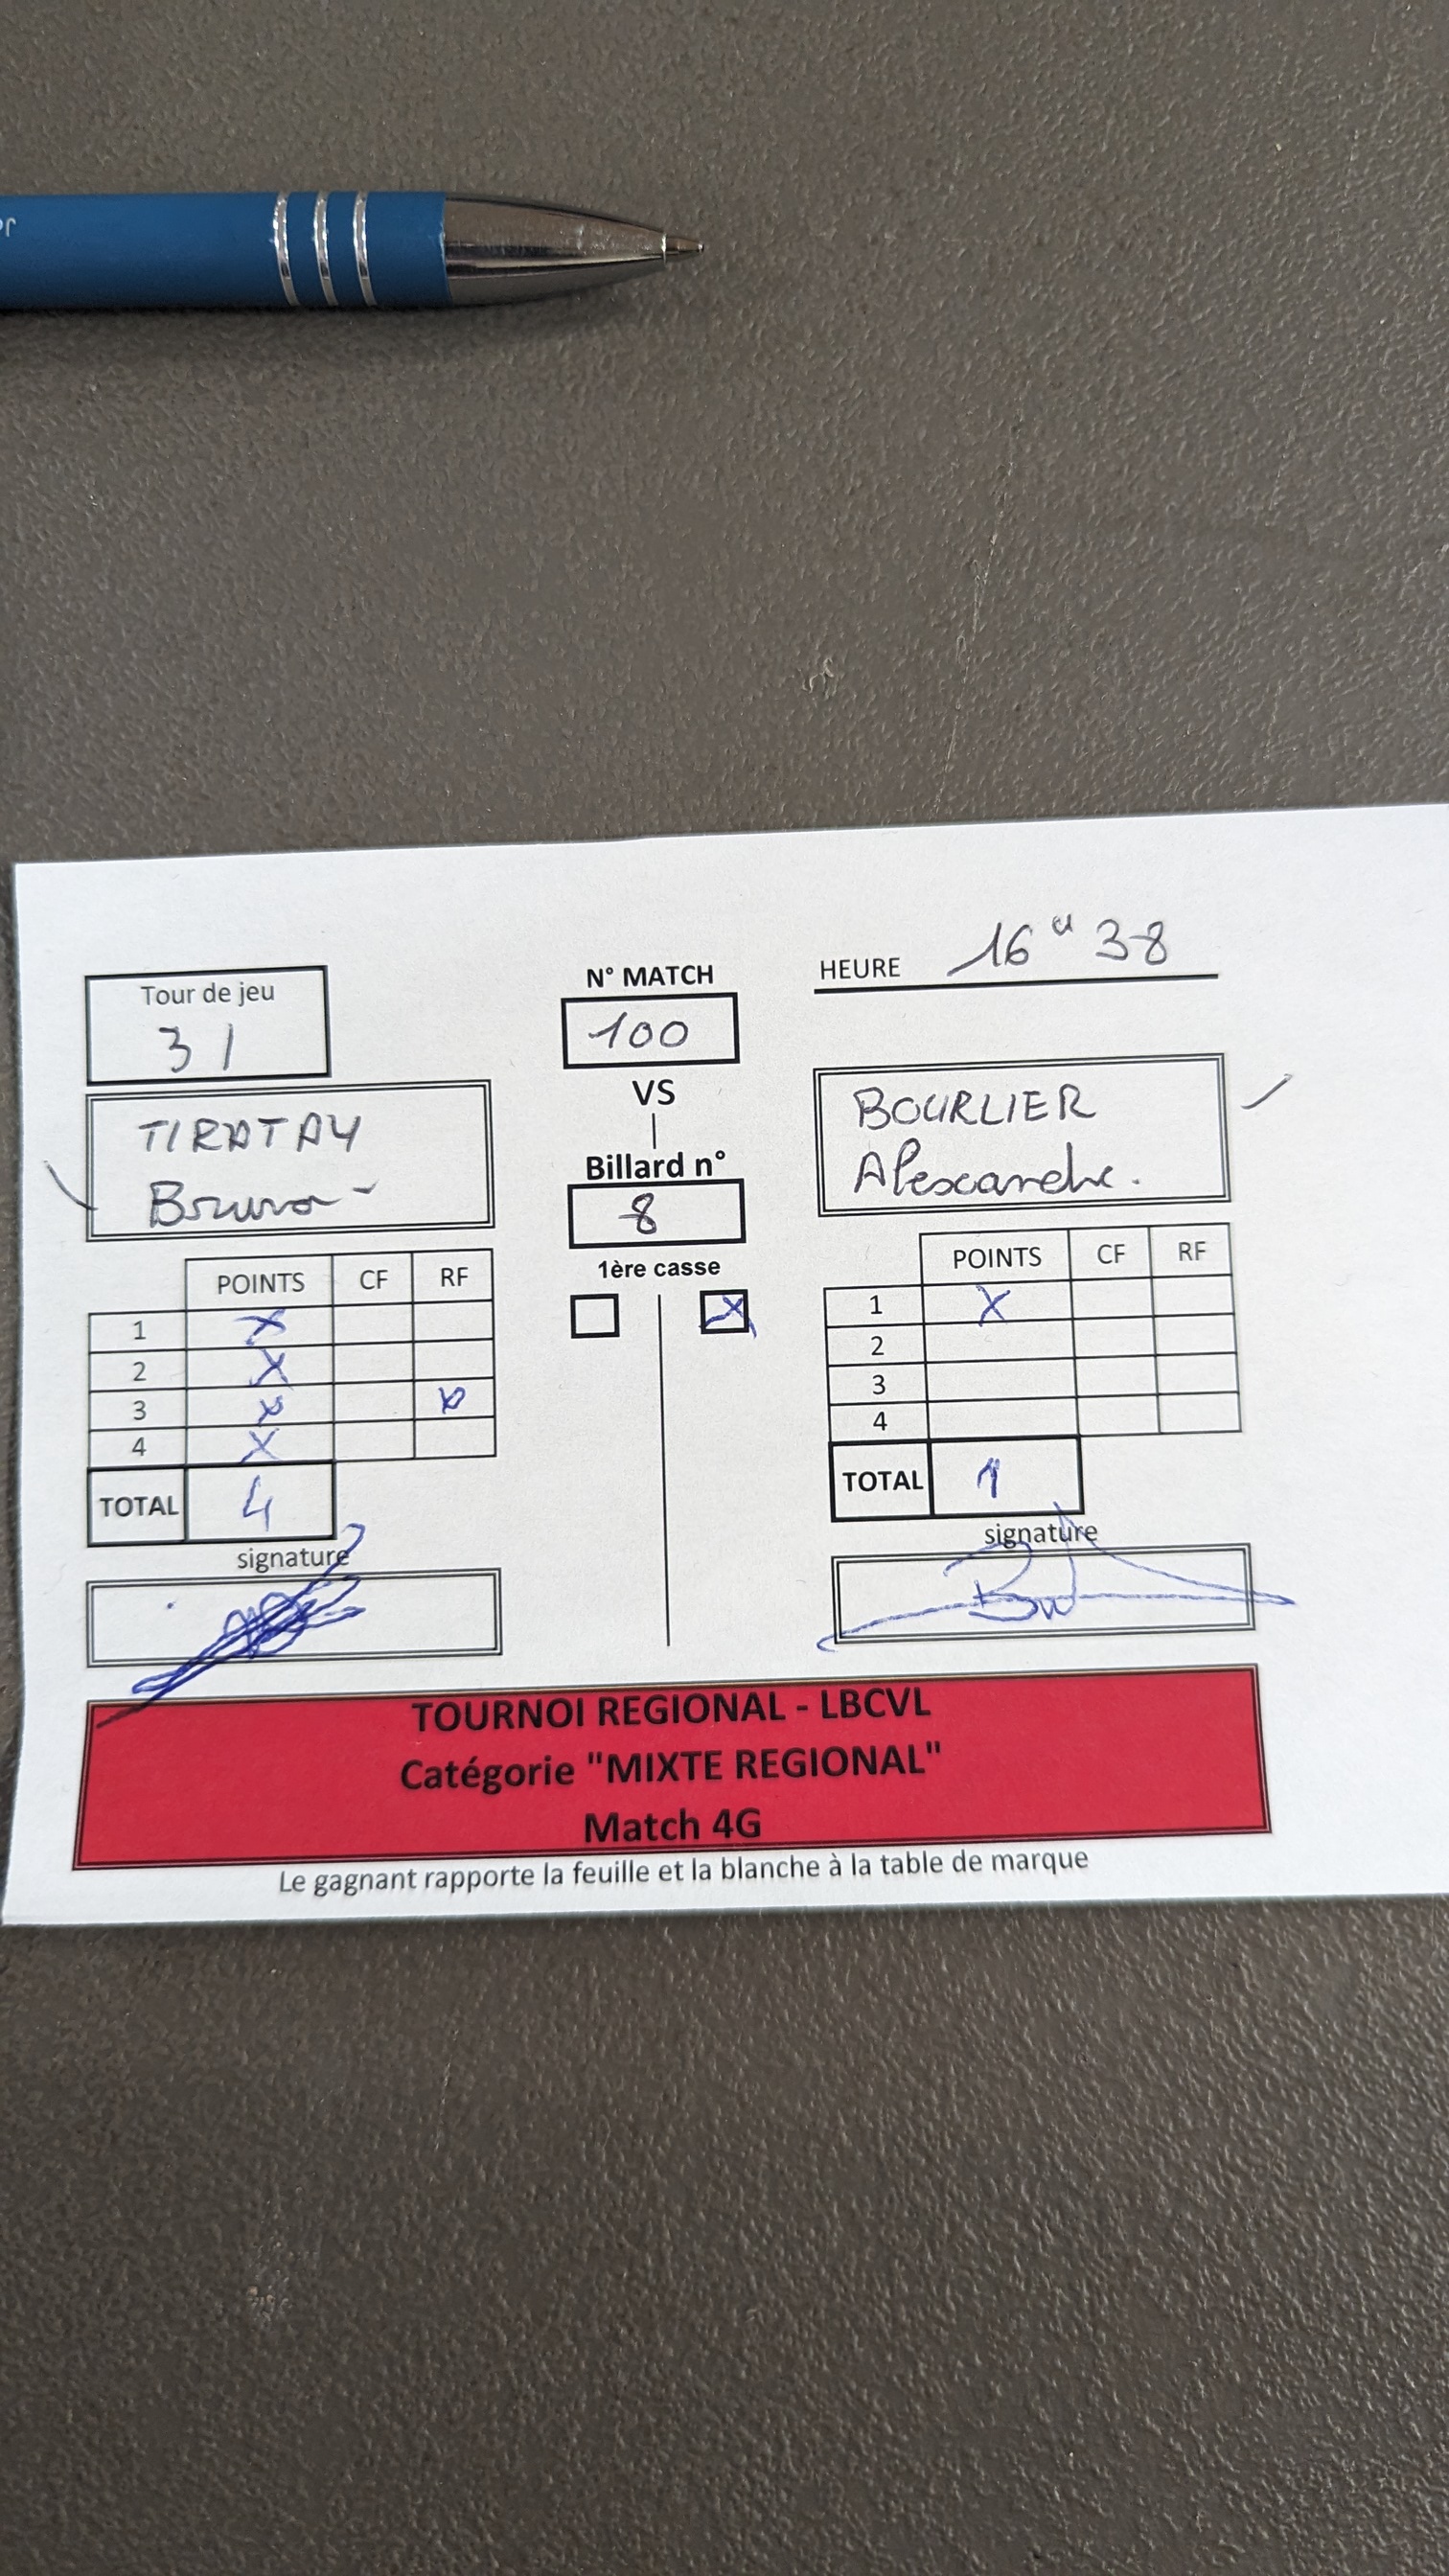 Tour de jeu
31
N° MATCH
100
HEURE 16 H 38
VS
TIRATAY
Bruno
BOURLIER
Alexandre.
Billard n°
8
1ère casse
X
POINTS CF RF
1 X
2 X
3 X X
4 X
TOTAL 4
signature
POINTS CF RF
1 X
2
3
4
TOTAL 1
signature
TOURNOI REGIONAL - LBCVL
Catégorie "MIXTE REGIONAL"
Match 4G
Le gagnant rapporte la feuille et la blanche à la table de marque